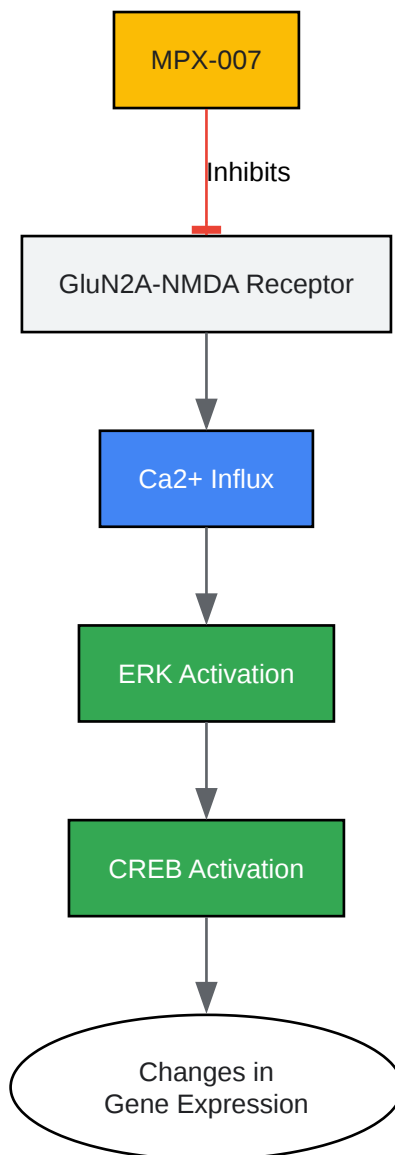 MPX-007
Inhibits
GluN2A-NMDA Receptor
Ca2+ Influx
ERK Activation
CREB Activation
Changes in
Gene Expression